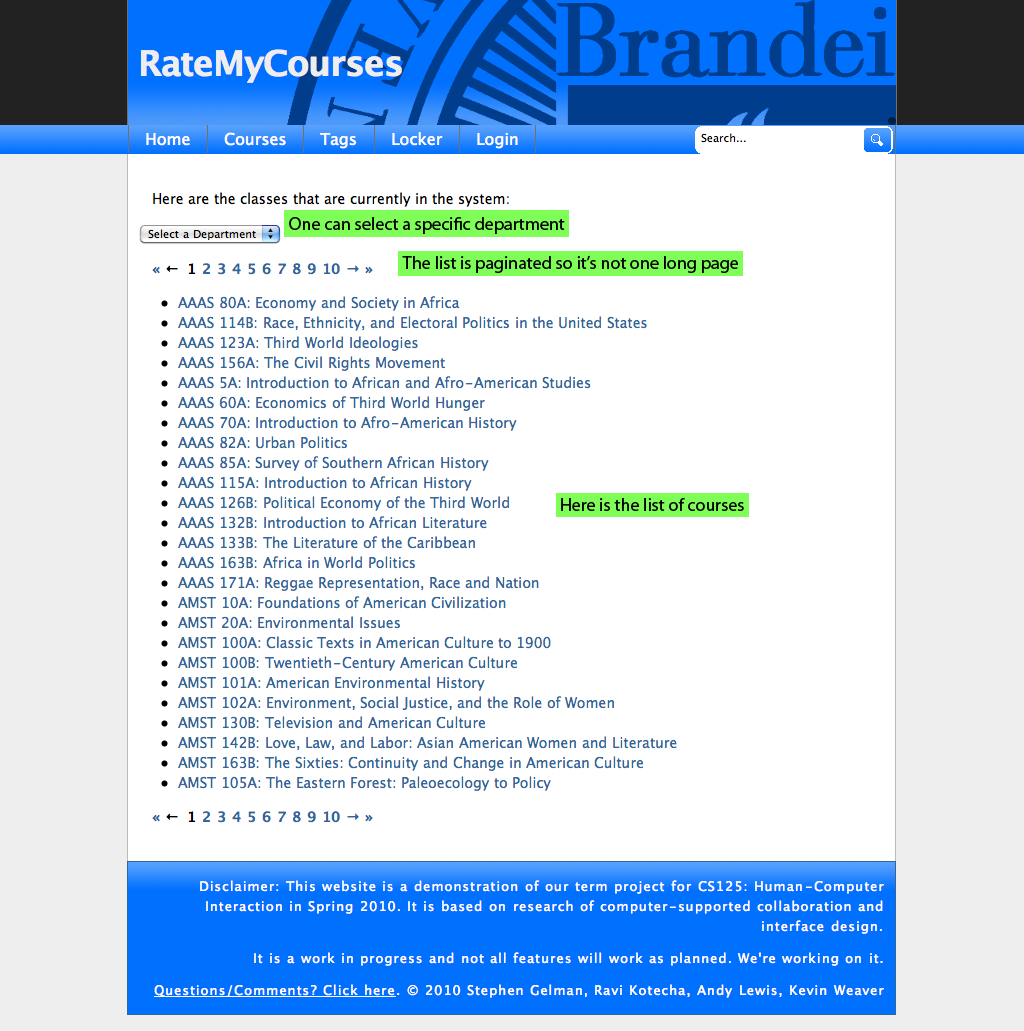 RateMyCourses
IHA
Brandei
Home Courses Tags Locker Login Search...
Here are the classes that are currently in the system:
Select a Department One can select a specific department
« ← 1 2 3 4 5 6 7 8 9 10 → » The list is paginated so it's not one long page
• AAAS 80A: Economy and Society in Africa
• AAAS 114B: Race, Ethnicity, and Electoral Politics in the United States
• AAAS 123A: Third World Ideologies
• AAAS 156A: The Civil Rights Movement
• AAAS 5A: Introduction to African and Afro-American Studies
• AAAS 60A: Economics of Third World Hunger
• AAAS 70A: Introduction to Afro-American History
• AAAS 82A: Urban Politics
• AAAS 85A: Survey of Southern African History
• AAAS 115A: Introduction to African History
• AAAS 126B: Political Economy of the Third World Here is the list of courses
• AAAS 132B: Introduction to African Literature
• AAAS 133B: The Literature of the Caribbean
• AAAS 163B: Africa in World Politics
• AAAS 171A: Reggae Representation, Race and Nation
• AMST 10A: Foundations of American Civilization
• AMST 20A: Environmental Issues
• AMST 100A: Classic Texts in American Culture to 1900
• AMST 100B: Twentieth-Century American Culture
• AMST 101A: American Environmental History
• AMST 102A: Environment, Social Justice, and the Role of Women
• AMST 130B: Television and American Culture
• AMST 142B: Love, Law, and Labor: Asian American Women and Literature
• AMST 163B: The Sixties: Continuity and Change in American Culture
• AMST 105A: The Eastern Forest: Paleoecology to Policy
« ← 1 2 3 4 5 6 7 8 9 10 → »
Disclaimer: This website is a demonstration of our term project for CS125: Human-Computer
Interaction in Spring 2010. It is based on research of computer-supported collaboration and
interface design.
It is a work in progress and not all features will work as planned. We're working on it.
Questions/Comments? Click here. © 2010 Stephen Gelman, Ravi Kotecha, Andy Lewis, Kevin Weaver